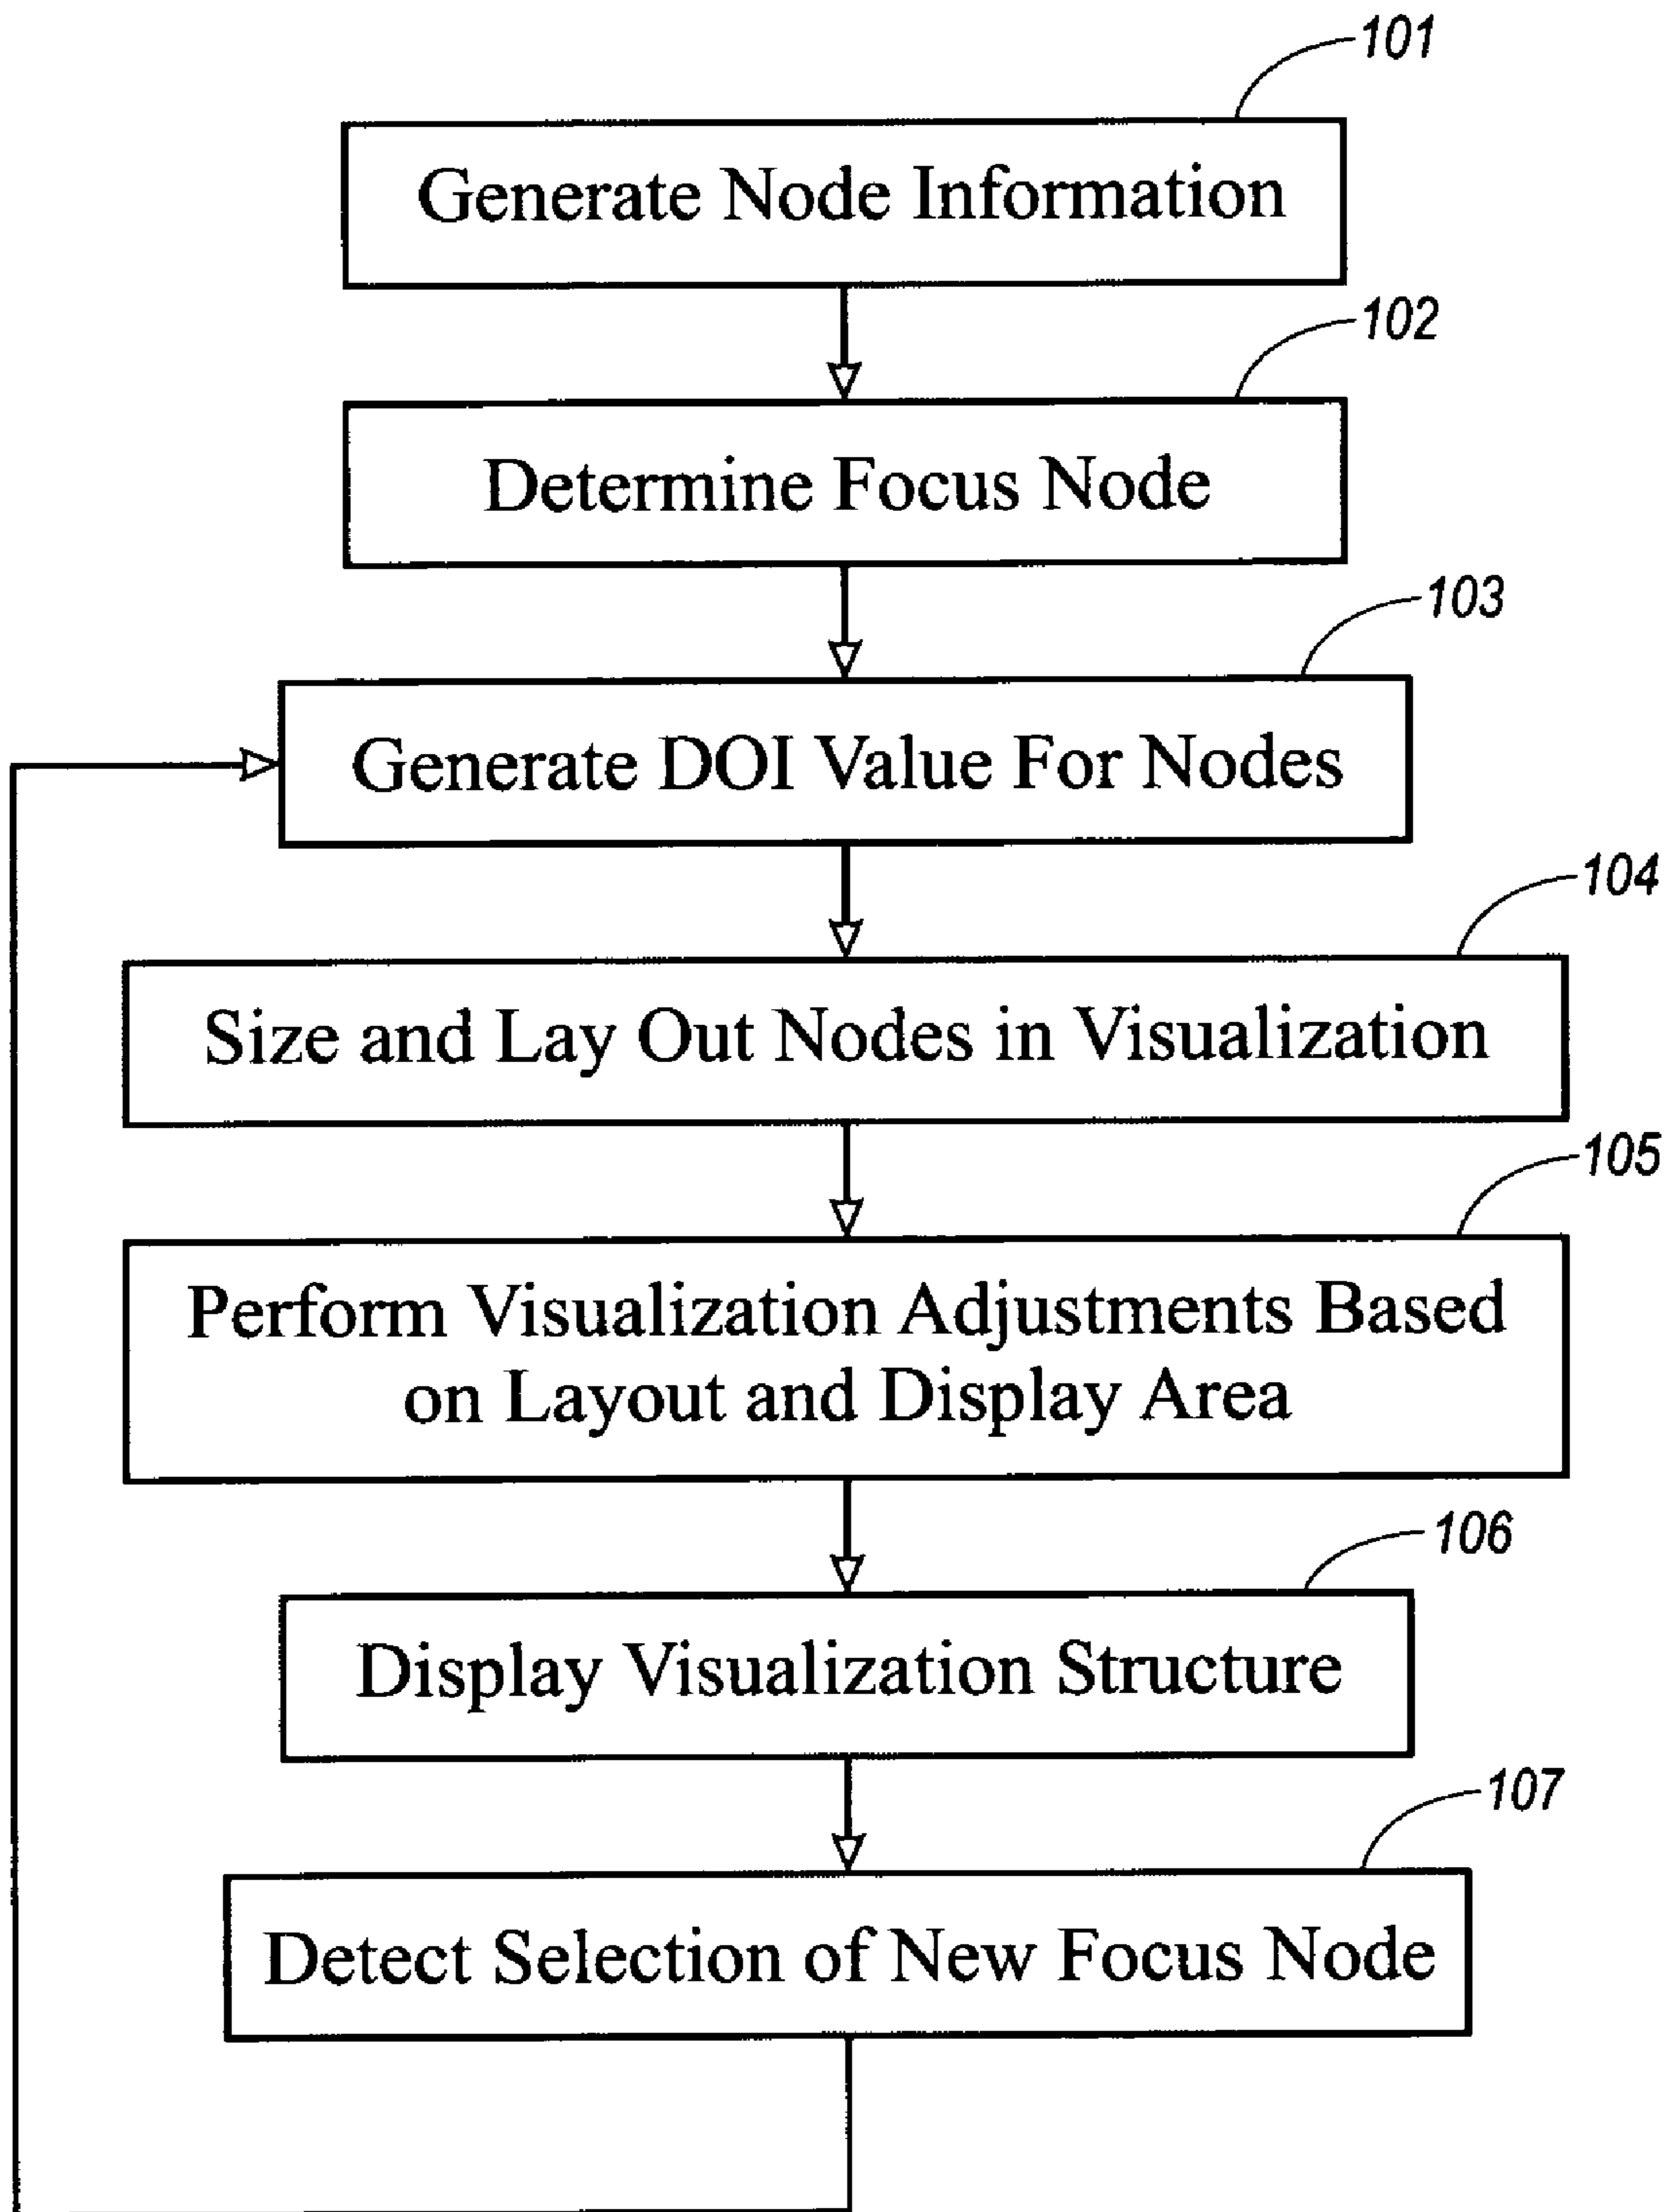 101
Generate Node Information
102
Determine Focus Node
103
Generate DOI Value For Nodes
104
Size and Lay Out Nodes in Visualization
105
Perform Visualization Adjustments Based
on Layout and Display Area
106
Display Visualization Structure
107
Detect Selection of New Focus Node